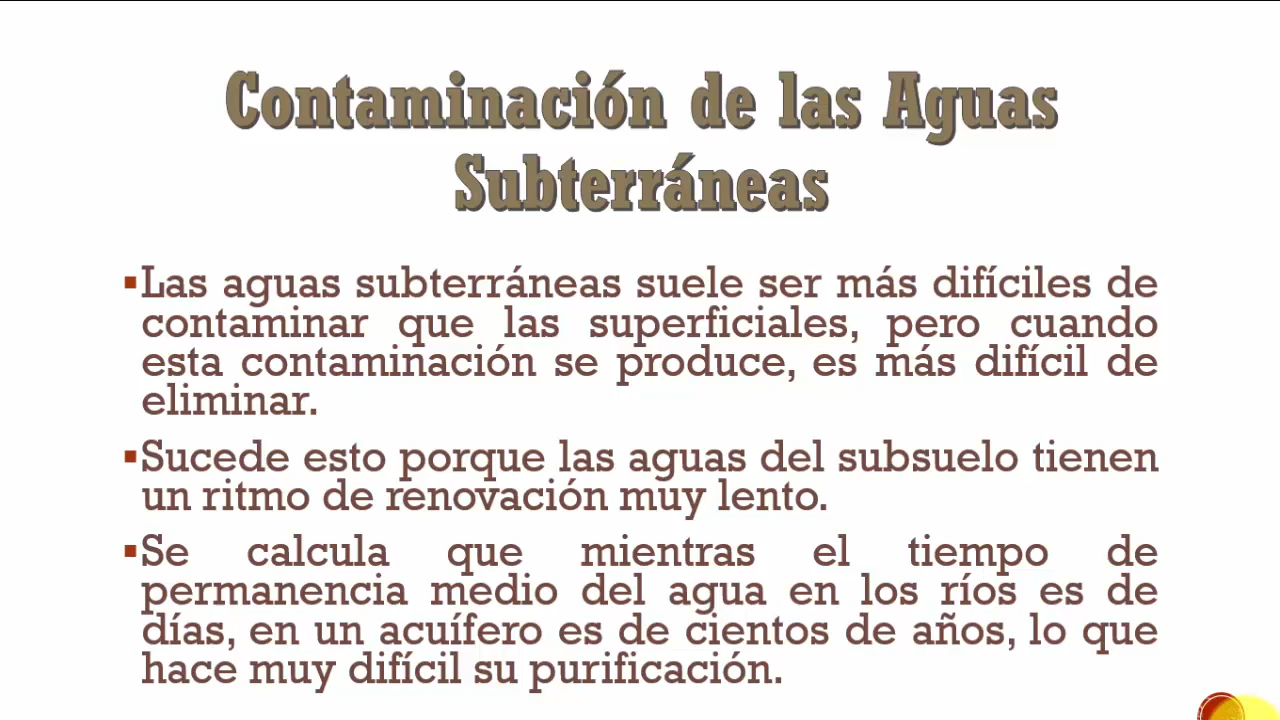 Contaminación de las Aguas
Subterráneas
▪Las aguas subterráneas suele ser más difíciles de
contaminar que las superficiales, pero cuando
esta contaminación se produce, es más difícil de
eliminar.
▪Sucede esto porque las aguas del subsuelo tienen
un ritmo de renovación muy lento.
▪Se calcula que mientras el tiempo de
permanencia medio del agua en los ríos es de
días, en un acuífero es de cientos de años, lo que
hace muy difícil su purificación.